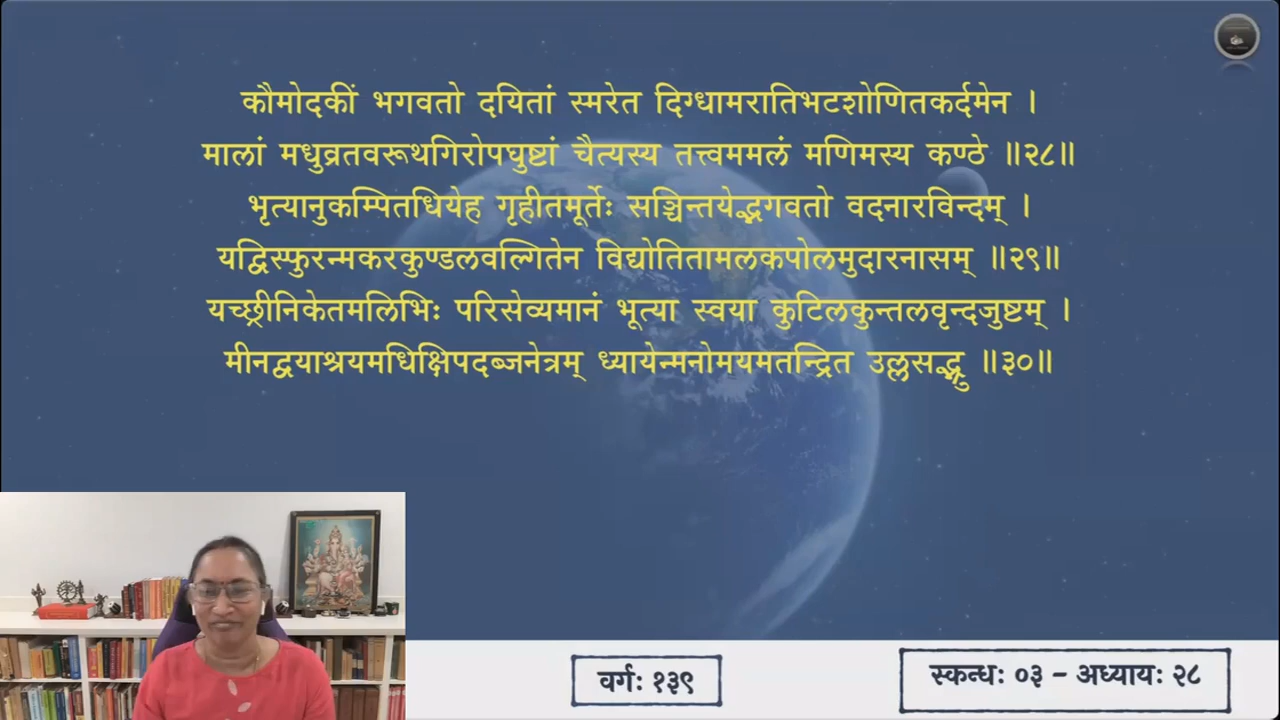 कौमोदकीं भगवतो दयितां स्मरेत दिग्धामरातिभटशोणितकर्दमेन ।
मालां मधुव्रतवरूथगिरोपघुष्टां चैत्यस्य तत्त्वममलं मणिमस्य कण्ठे ॥२८॥
भृत्यानुकम्पितधियेह गृहीतमूर्तेः सञ्चिन्तयेद्भगवतो वदनारविन्दम् ।
यद्विस्फुरन्मकरकुण्डलवल्गितेन विद्योतितामलकपोलमुदारनासम् ॥२९॥
यच्छ्रीनिकेतमलिभिः परिसेव्यमानं भूत्या स्वया कुटिलकुन्तलवृन्दजुष्टम् ।
मीनद्वयाश्रयमधिक्षिपदब्जनेत्रम् ध्यायेन्मनोमयमतन्द्रित उल्लसद्भ्रु ॥३०॥
वर्गः १३९
स्कन्धः ०३ - अध्यायः २८